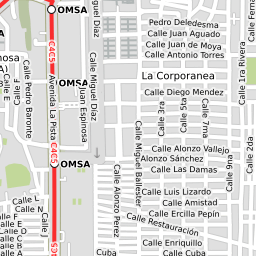 OMSA
Pedro Deledesma
Calle Juan Aguado
Calle Juan de Moya
Calle Antonio Torres
C4C5
Miguel Díaz
Calle F
Calle E
Calle Pedro Baronte
Avenida La Pista
OMSA
Juan Espinosa
Calle Miguel Díaz
La Corporanea
Calle Diego Mendez
Calle 3ra
Calle 5ta
Calle 7ma
1ra Rivera
C4C5
OMSA
Calle Miguel Ballester
Calle Alonzo Vallejo
Calle Alonzo Sánchez
Calle Las Damas
Calle 9na
Calle 2da
Calle L
Calle N
Calle Alonzo Perez
Calle Luis Lizardo
Calle Amistad
Calle Ercilla Pepín
Calle Restauración
Calle Enriquillo
Calle Cuba
Cuba